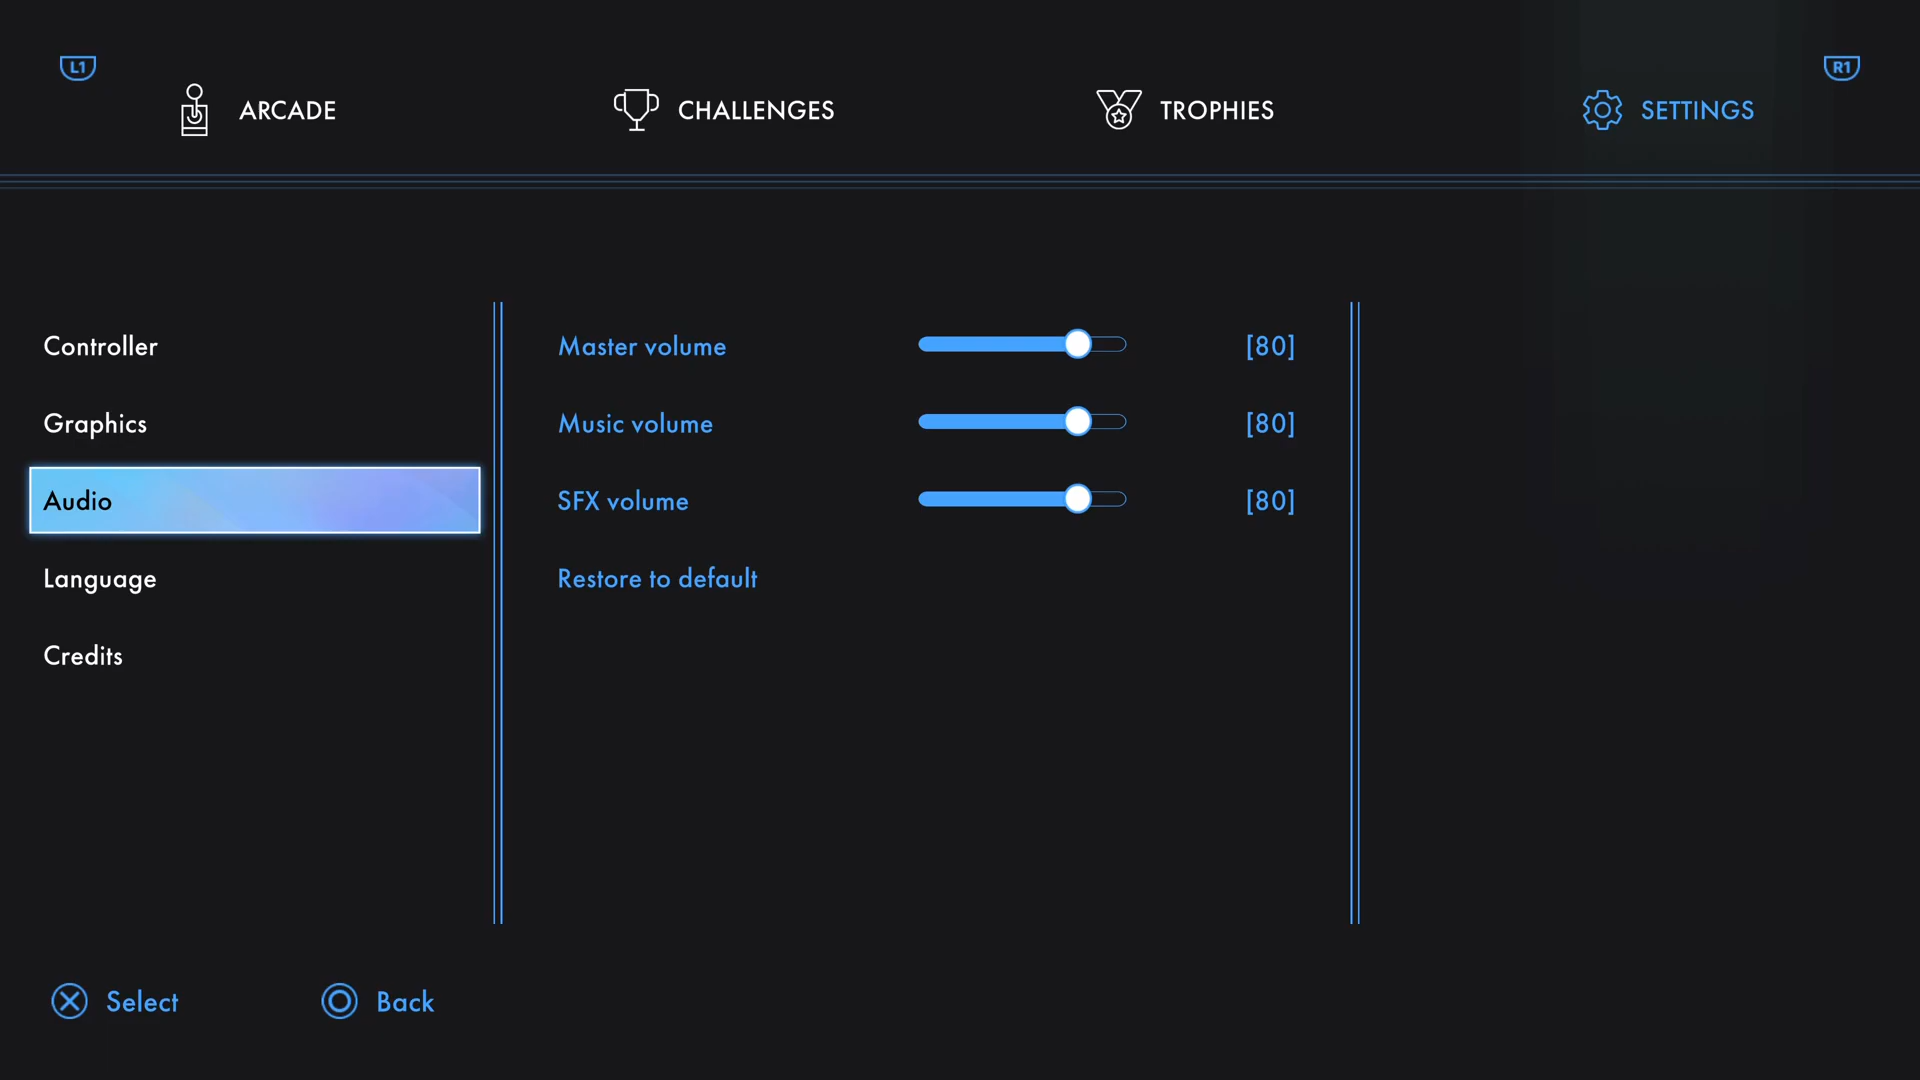 L1
R1
ARCADE
CHALLENGES
TROPHIES
SETTINGS
Controller
Master volume [80]
Graphics
Music volume [80]
Audio
SFX volume [80]
Language
Restore to default
Credits
Select
Back